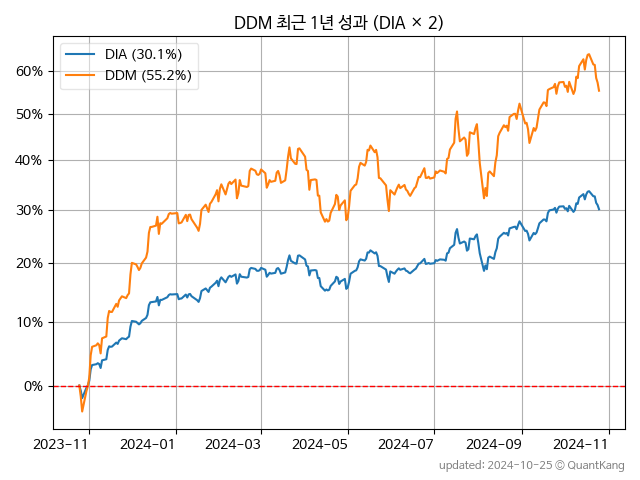 DDM 최근 1년 성과 (DIA × 2)
DIA (30.1%)
DDM (55.2%)
60%
50%
40%
30%
20%
10%
0%
2023-11 2024-01 2024-03 2024-05 2024-07 2024-09 2024-11
updated: 2024-10-25 © QuantKang